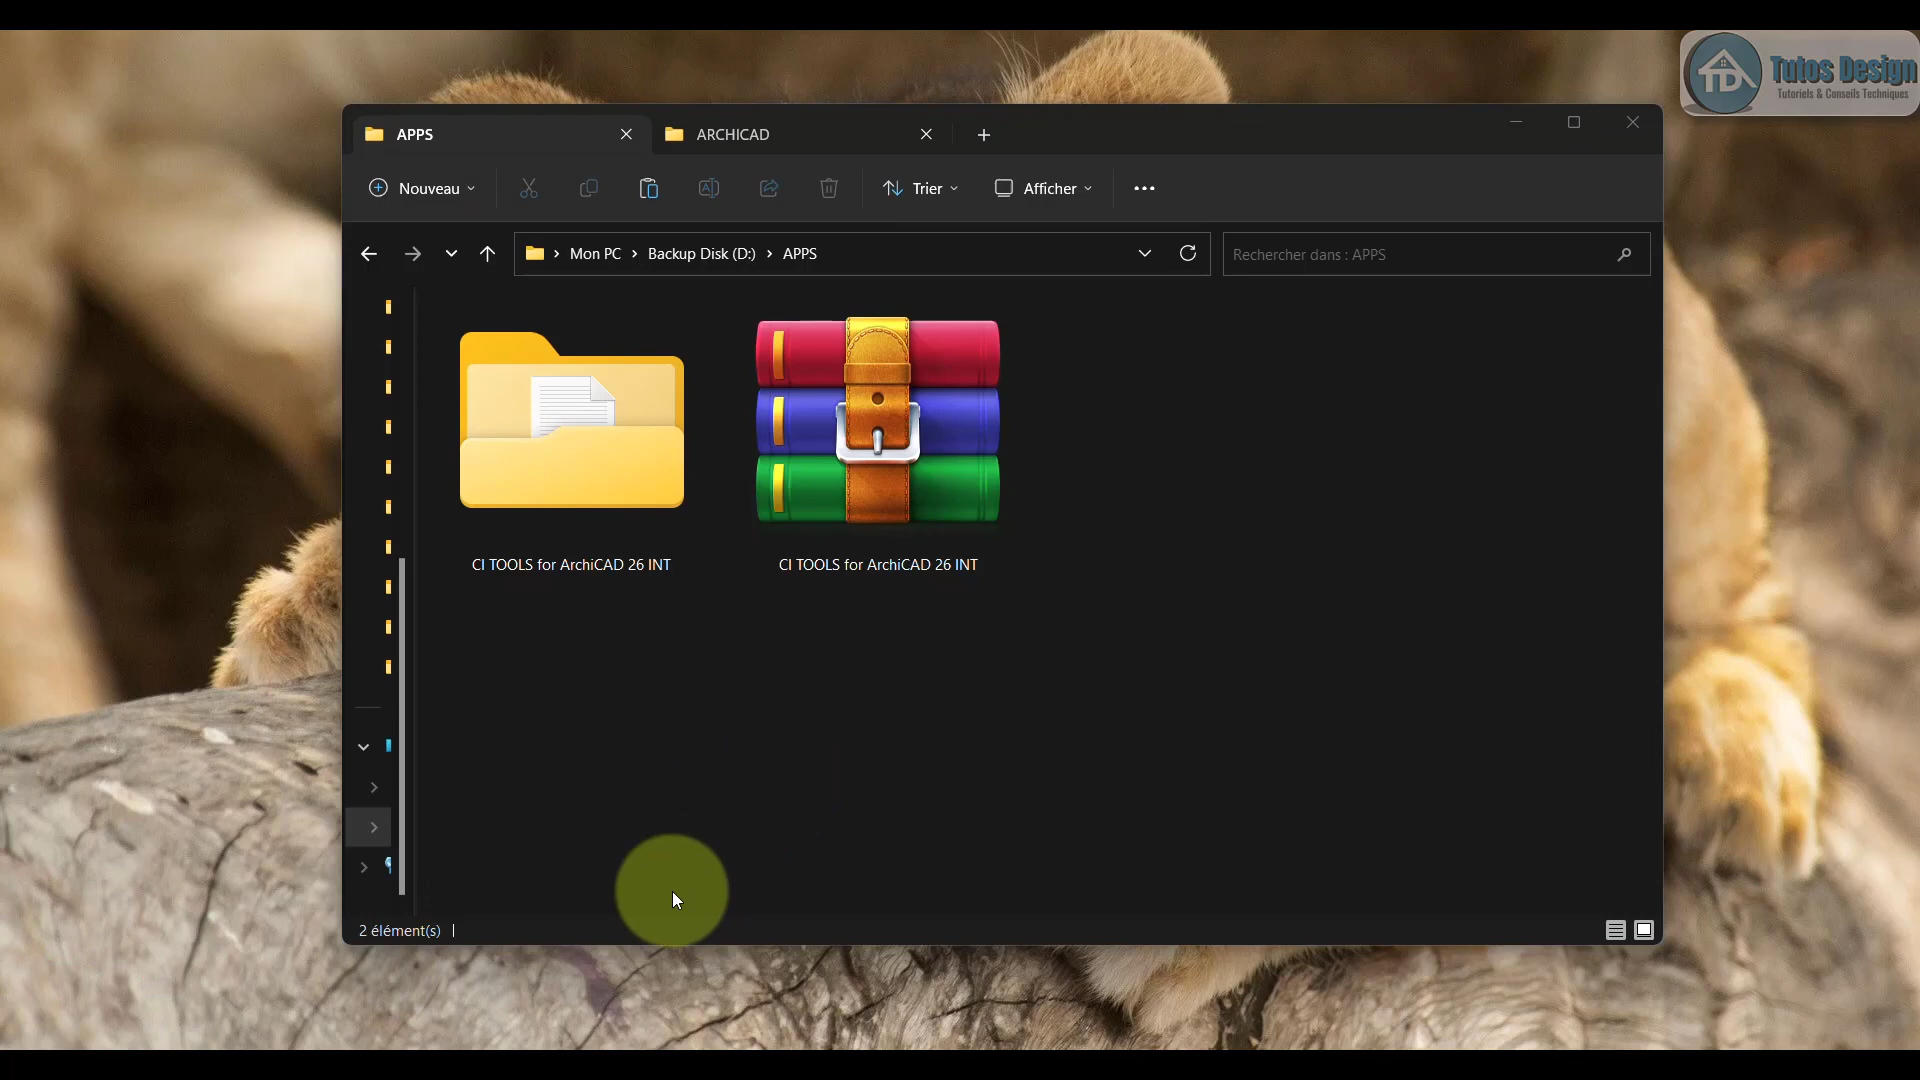 TD
Tutos Design
Tutoriels & Conseils Techniques
APPS
ARCHICAD
Nouveau
Trier
Afficher
Mon PC
Backup Disk (D:)
APPS
Rechercher dans : APPS
CI TOOLS for ArchiCAD 26 INT
CI TOOLS for ArchiCAD 26 INT
2 élément(s)